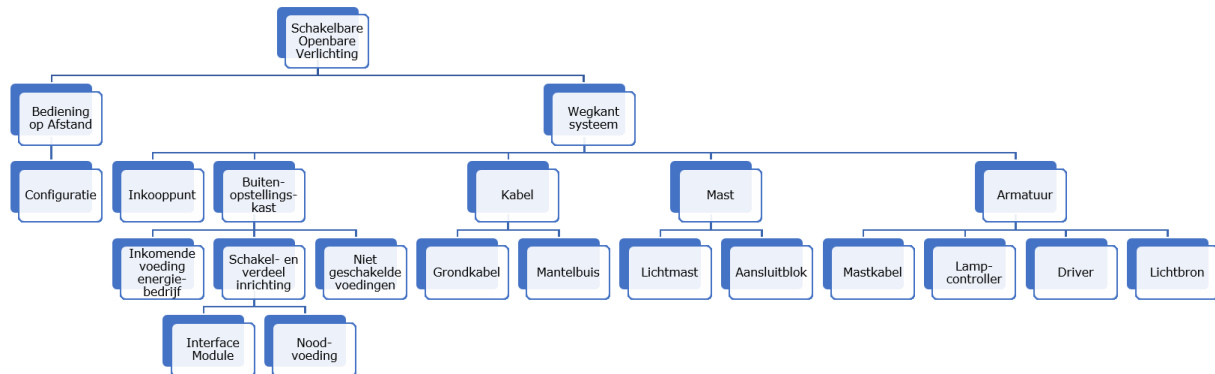 Schakelbare
Openbare
Verlichting
Bediening
op Afstand
Wegkant
systeem
Configuratie
Inkooppunt
Buiten-
opstellings-
kast
Kabel
Mast
Armatuur
Inkomende
voeding
energie-
bedrijf
Schakel- en
verdeel
inrichting
Niet
geschakelde
voedingen
Grondkabel
Mantelbuis
Lichtmast
Aansluitblok
Mastkabel
Lamp-
controller
Driver
Lichtbron
Interface
Module
Nood-
voeding